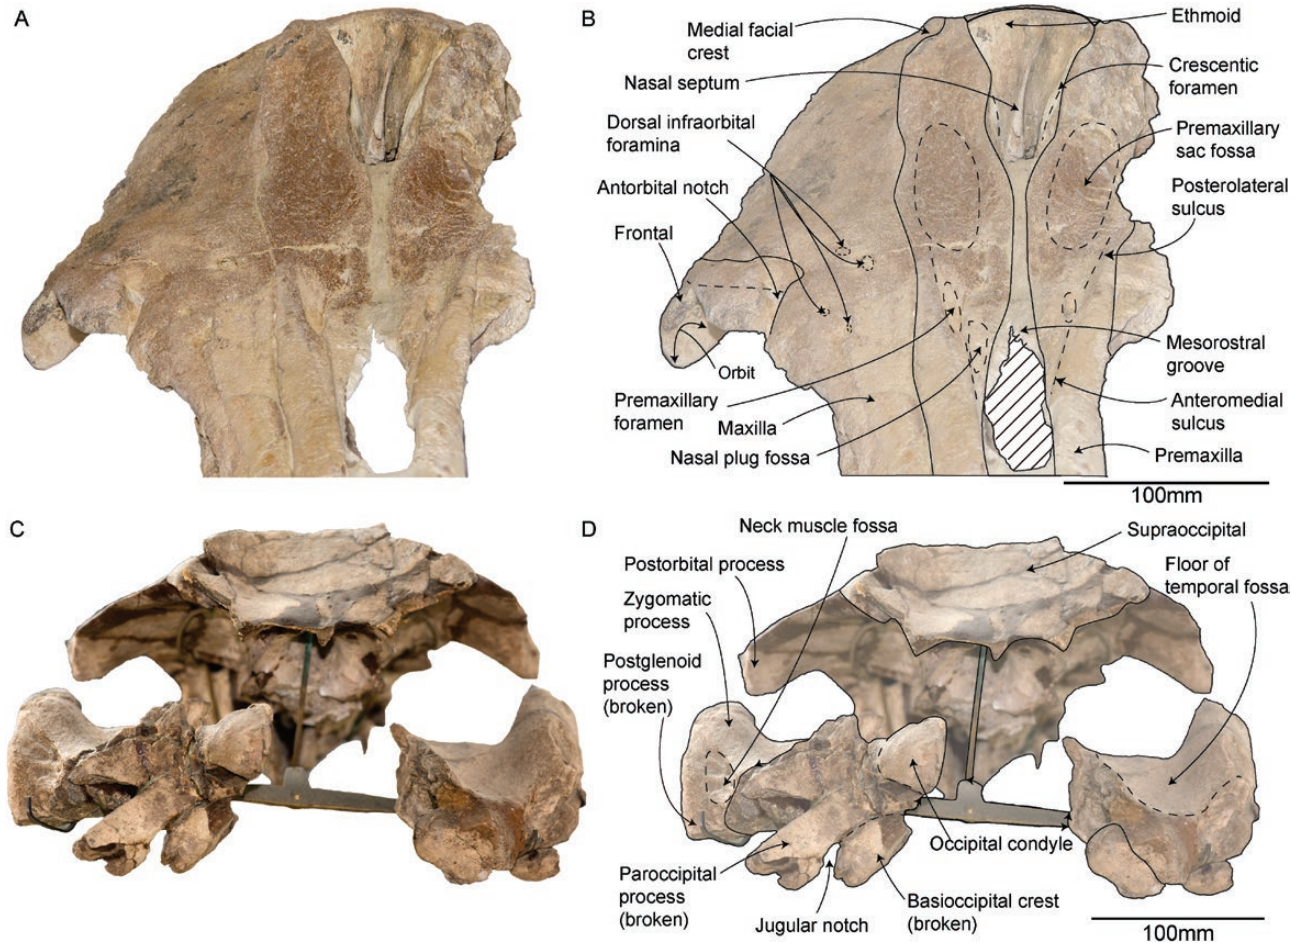 A
B
Medial facial
crest
Nasal septum
Dorsal infraorbital
foramina
Antorbital notch
Frontal
Orbit
Premaxillary
foramen
Maxilla
Nasal plug fossa
Ethmoid
Crescentic
foramen
Premaxillary
sac fossa
Posterolateral
sulcus
Mesorostral
groove
Anteromedial
sulcus
Premaxilla
100mm
C
D
Neck muscle fossa
Postorbital process
Zygomatic
process
Postglenoid
process
(broken)
Supraoccipital
Floor of
temporal fossa
Paroccipital
process
(broken)
Jugular notch
Occipital condyle
Basioccipital crest
(broken)
100mm